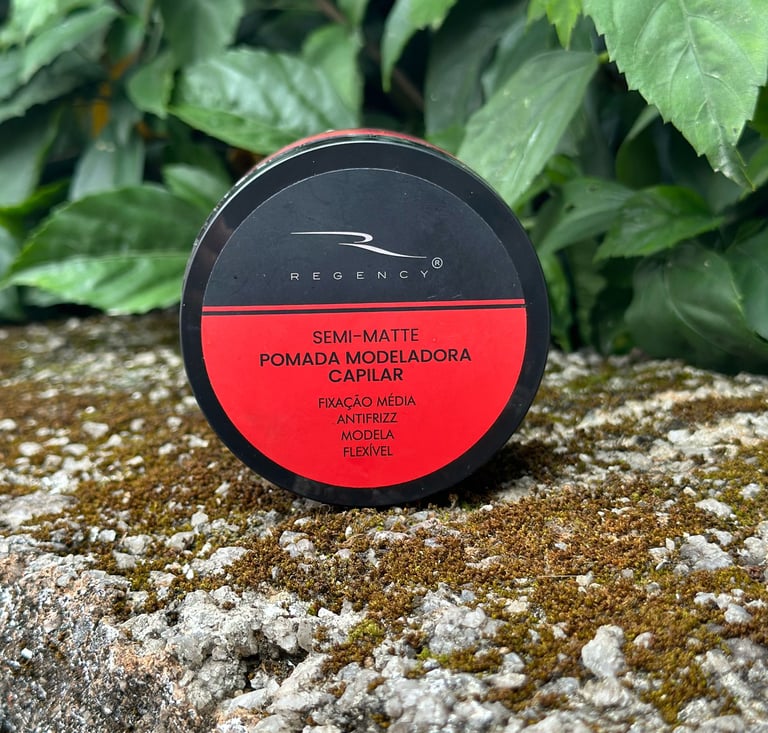 REGENCY®
SEMI-MATTE
POMADA MODELADORA
CAPILAR
FIXAÇÃO MÉDIA
ANTIFRIZZ
MODELA
FLEXÍVEL